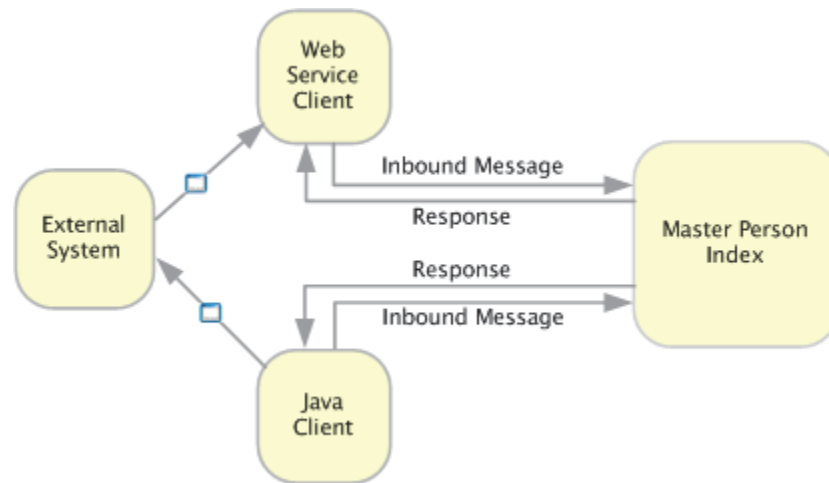 Web
Service
Client
Inbound Message
External
System
Response
Master Person
Index
Response
Inbound Message
Java
Client